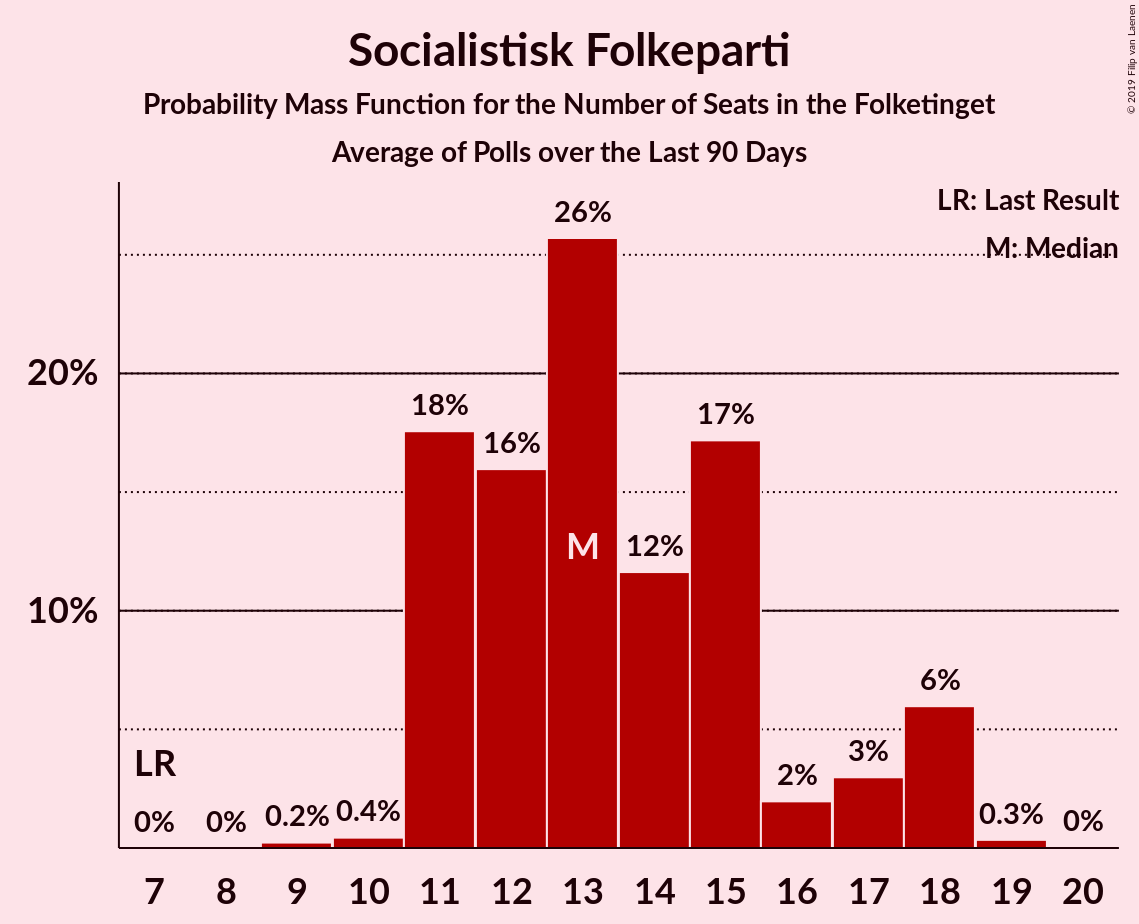 Socialistisk Folkeparti
Probability Mass Function for the Number of Seats in the Folketinget
Average of Polls over the Last 90 Days
© 2019 Filip van Laenen
LR: Last Result
M: Median
20%
10%
LR
0%
0%
0.2%
0.4%
18%
16%
26%
M
12%
17%
2%
3%
6%
0.3%
0%
7 8 9 10 11 12 13 14 15 16 17 18 19 20